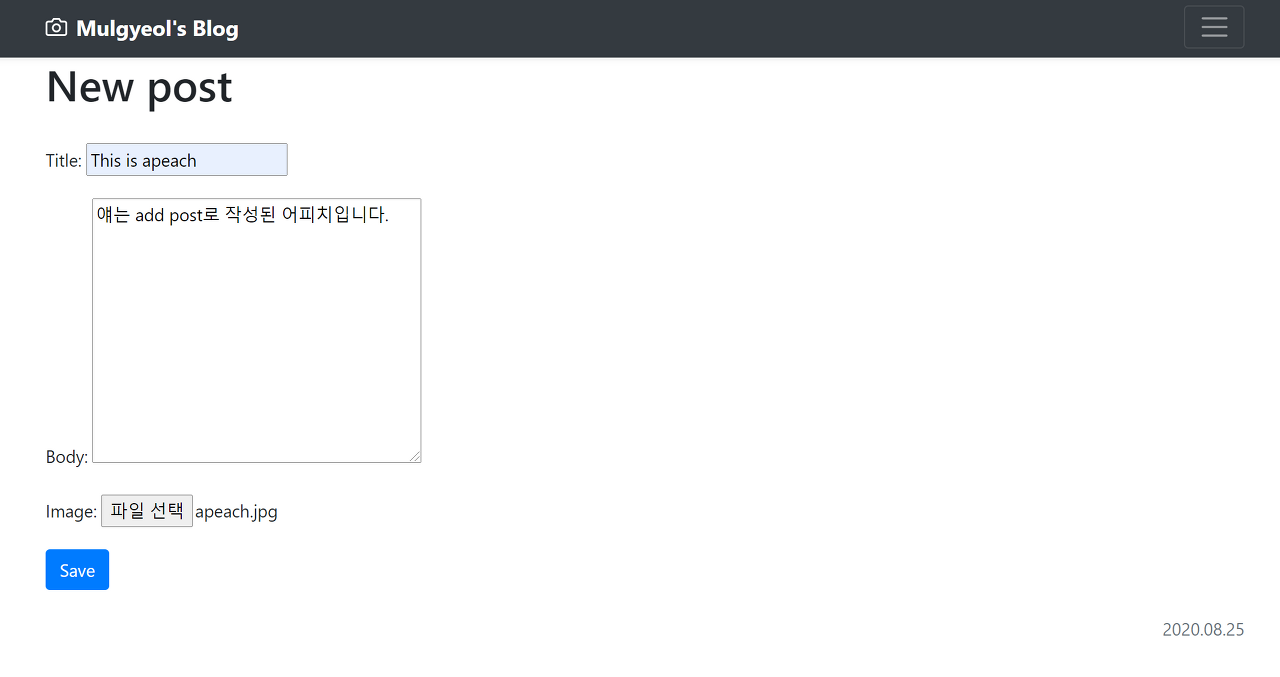 Mulgyeol's Blog
New post
Title: This is apeach
얘는 add post로 작성된 어피치입니다.
Body:
Image: 파일 선택 apeach.jpg
Save
2020.08.25